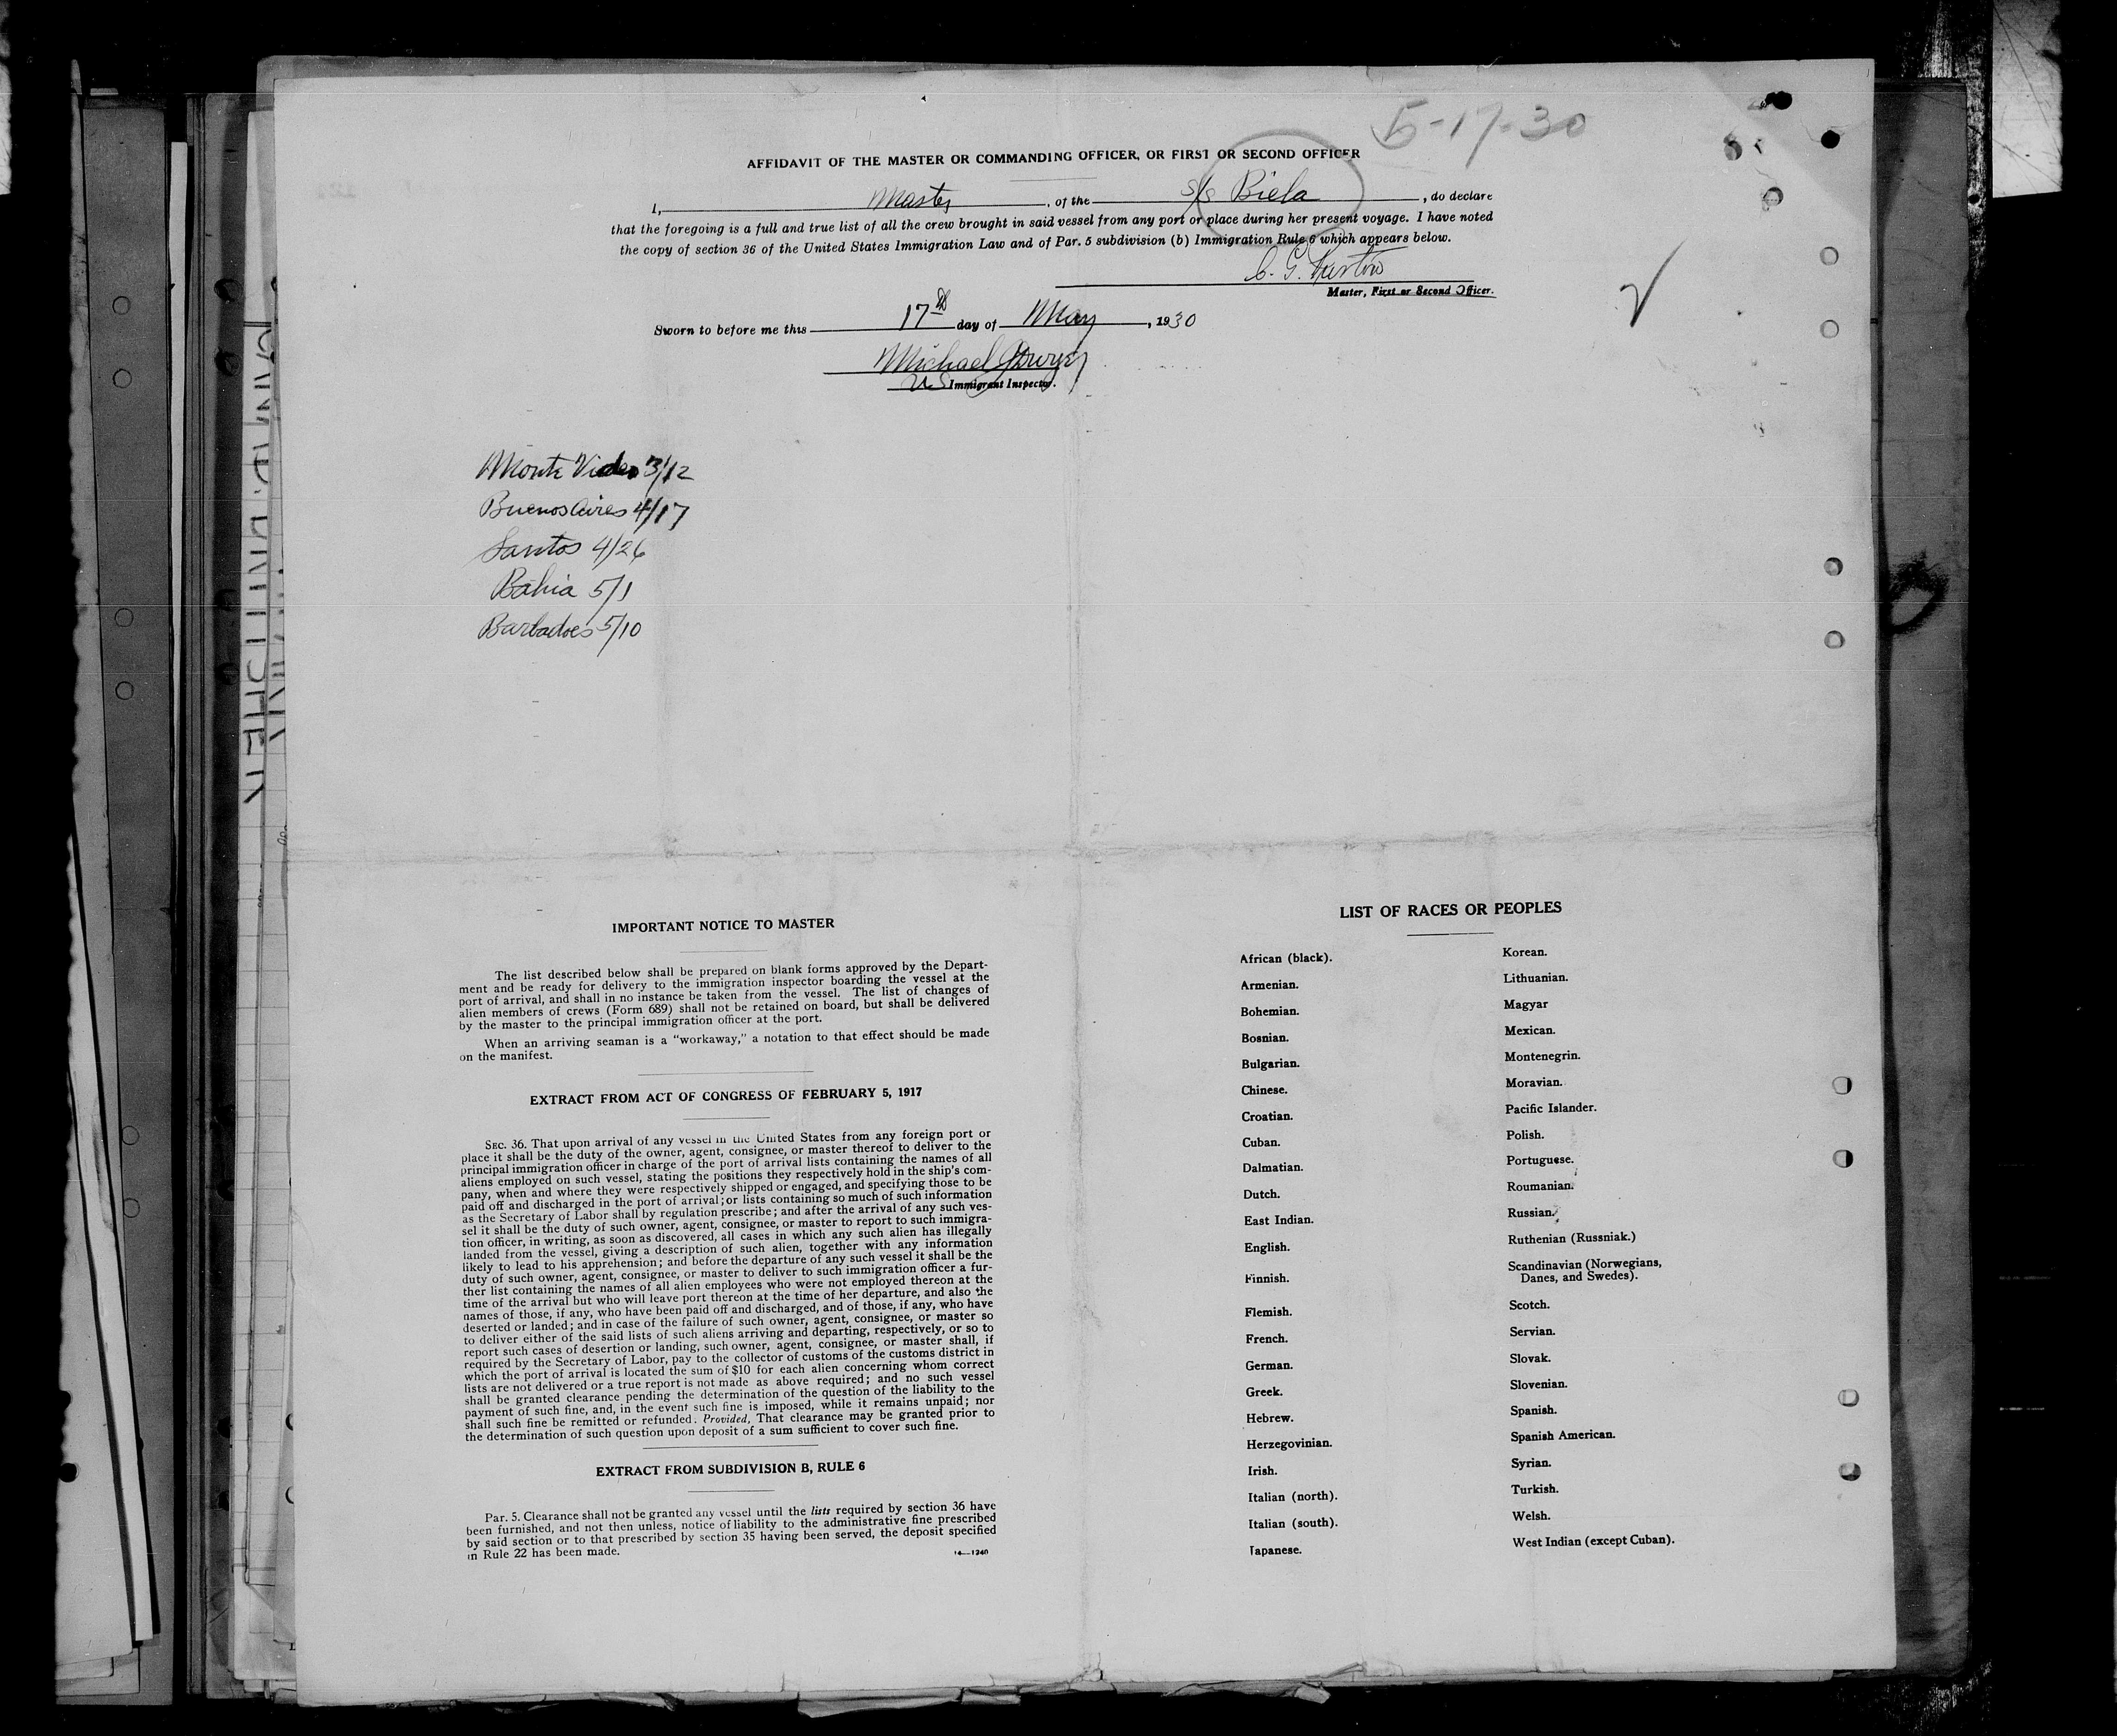 5-17-30
AFFIDAVIT OF THE MASTER OR COMMANDING OFFICER, OR FIRST OR SECOND OFFICER
I, Master, of the S/S Biela, do declare
that the foregoing is a full and true list of all the crew brought in said vessel from any port or place during her present voyage. I have noted
the copy of section 36 of the United States Immigration Law and of Par. 5 subdivision (b) Immigration Rule 6 which appears below.
C. G.
Master, First or Second Officer.
Sworn to before me this 17th day of May, 1930
Michael
US Immigrant Inspector.
Monte Video 3/12
Buenos Aires 4/17
Santos 4/26
Bahia 5/1
Barbadoes 5/10
IMPORTANT NOTICE TO MASTER
The list described below shall be prepared on blank forms approved by the Depart-
ment and be ready for delivery to the immigration inspector boarding the vessel at the
port of arrival, and shall in no instance be taken from the vessel. The list of changes of
alien members of crews (Form 689) shall not be retained on board, but shall be delivered
by the master to the principal immigration officer at the port.
When an arriving seaman is a "workaway," a notation to that effect should be made
on the manifest.
EXTRACT FROM ACT OF CONGRESS OF FEBRUARY 5, 1917
SEC. 36. That upon arrival of any vessel in the United States from any foreign port or
place it shall be the duty of the owner, agent, consignee, or master thereof to deliver to the
principal immigration officer in charge of the port of arrival lists containing the names of all
aliens employed on such vessel, stating the positions they respectively hold in the ship's com-
pany, when and where they were respectively shipped or engaged, and specifying those to be
paid off and discharged in the port of arrival; or lists containing so much of such information
as the Secretary of Labor shall by regulation prescribe; and after the arrival of any such ves-
sel it shall be the duty of such owner, agent, consignee, or master to report to such immigra-
tion officer, in writing, as soon as discovered, all cases in which any such alien has illegally
landed from the vessel, giving a description of such alien, together with any information
likely to lead to his apprehension; and before the departure of any such vessel it shall be the
duty of such owner, agent, consignee, or master to deliver to such immigration officer a fur-
ther list containing the names of all alien employees who were not employed thereon at the
time of the arrival but who will leave port thereon at the time of her departure, and also the
names of those, if any, who have been paid off and discharged, and of those, if any, who have
deserted or landed; and in case of the failure of such owner, agent, consignee, or master so
to deliver either of the said lists of such aliens arriving and departing, respectively, or so to
report such cases of desertion or landing, such owner, agent, consignee, or master shall, if
required by the Secretary of Labor, pay to the collector of customs of the customs district in
which the port of arrival is located the sum of $10 for each alien concerning whom correct
lists are not delivered or a true report is not made as above required; and no such vessel
shall be granted clearance pending the determination of the question of the liability to the
payment of such fine, and, in the event such fine is imposed, while it remains unpaid; nor
shall such fine be remitted or refunded. Provided, That clearance may be granted prior to
the determination of such question upon deposit of a sum sufficient to cover such fine.
EXTRACT FROM SUBDIVISION B, RULE 6
Par. 5. Clearance shall not be granted any vessel until the lists required by section 36 have
been furnished, and not then unless, notice of liability to the administrative fine prescribed
by said section or to that prescribed by section 35 having been served, the deposit specified
in Rule 22 has been made.
14—1240
LIST OF RACES OR PEOPLES
African (black).
Armenian.
Bohemian.
Bosnian.
Bulgarian.
Chinese.
Croatian.
Cuban.
Dalmatian.
Dutch.
East Indian.
English.
Finnish.
Flemish.
French.
German.
Greek.
Hebrew.
Herzegovinian.
Irish.
Italian (north).
Italian (south).
Japanese.
Korean.
Lithuanian.
Magyar
Mexican.
Montenegrin.
Moravian.
Pacific Islander.
Polish.
Portuguese.
Roumanian.
Russian.
Ruthenian (Russniak.)
Scandinavian (Norwegians,
Danes, and Swedes).
Scotch.
Servian.
Slovak.
Slovenian.
Spanish.
Spanish American.
Syrian.
Turkish.
Welsh.
West Indian (except Cuban).